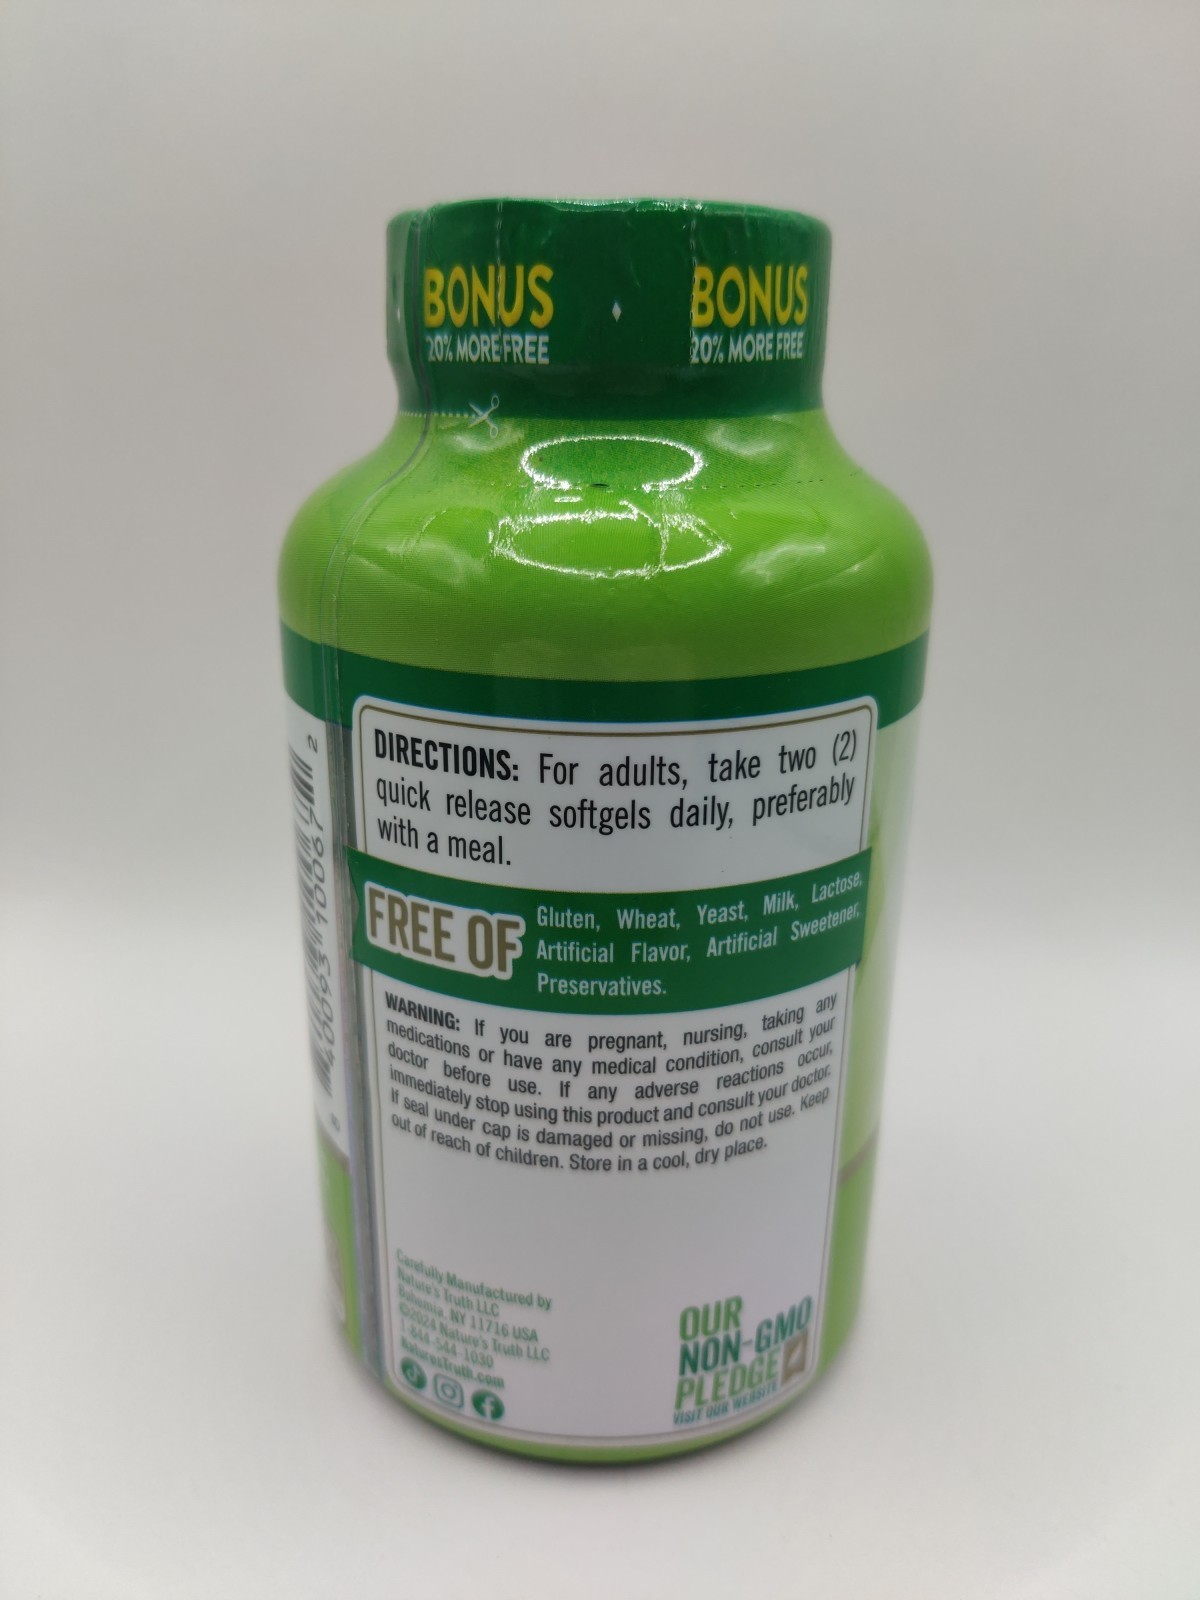 BONUS
20% MORE FREE
BONUS
20% MORE FREE
DIRECTIONS: For adults, take two (2)
quick release softgels daily, preferably
with a meal.
FREE OF
Gluten, Wheat, Yeast, Milk, Lactose,
Artificial Flavor, Artificial Sweetener,
Preservatives.
WARNING: If you are pregnant, nursing, taking any
medications or have any medical condition, consult your
doctor before use. If any adverse reactions occur,
immediately stop using this product and consult your doctor.
If seal under cap is damaged or missing, do not use. Keep
out of reach of children. Store in a cool, dry place.
Carefully Manufactured by
Nature's Truth LLC
Bohemia, NY 11716 USA
©2024 Nature's Truth LLC
1-844-544-1030
NaturesTruth.com
OUR
NON-GMO
PLEDGE
VISIT OUR WEBSITE
8 40093 10067 2